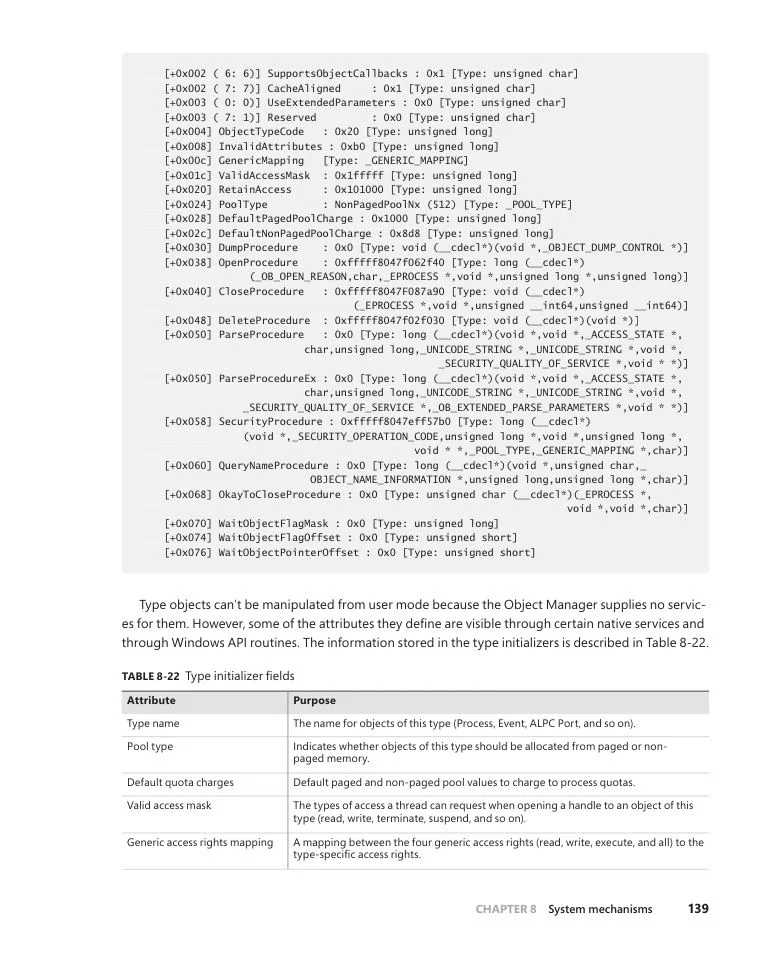 [+0x002 ( 6: 6)] SupportsObjectCallbacks : 0x1 [Type: unsigned char]
[+0x002 ( 7: 7)] CacheAligned     : 0x1 [Type: unsigned char]
[+0x003 ( 0: 0)] UseExtendedParameters : 0x0 [Type: unsigned char]
[+0x003 ( 7: 1)] Reserved         : 0x0 [Type: unsigned char]
[+0x004] ObjectTypeCode   : 0x20 [Type: unsigned long]
[+0x008] InvalidAttributes : 0xb0 [Type: unsigned long]
[+0x00c] GenericMapping   [Type: _GENERIC_MAPPING]
[+0x01c] ValidAccessMask  : 0x1fffff [Type: unsigned long]
[+0x020] RetainAccess     : 0x101000 [Type: unsigned long]
[+0x024] PoolType         : NonPagedPoolNx (512) [Type: _POOL_TYPE]
[+0x028] DefaultPagedPoolCharge : 0x1000 [Type: unsigned long]
[+0x02c] DefaultNonPagedPoolCharge : 0x8d8 [Type: unsigned long]
[+0x030] DumpProcedure    : 0x0 [Type: void (__cdecl*)(void *,_OBJECT_DUMP_CONTROL *)]
[+0x038] OpenProcedure    : 0xfffff8047f062f40 [Type: long (__cdecl*)
(_OB_OPEN_REASON,char,_EPROCESS *,void *,unsigned long *,unsigned long)]
[+0x040] CloseProcedure   : 0xfffff8047F087a90 [Type: void (__cdecl*)
(_EPROCESS *,void *,unsigned __int64,unsigned __int64)]
[+0x048] DeleteProcedure  : 0xfffff8047f02f030 [Type: void (__cdecl*)(void *)]
[+0x050] ParseProcedure   : 0x0 [Type: long (__cdecl*)(void *,void *,_ACCESS_STATE *,
char,unsigned long,_UNICODE_STRING *,_UNICODE_STRING *,void *,
_SECURITY_QUALITY_OF_SERVICE *,void * *)]
[+0x050] ParseProcedureEx : 0x0 [Type: long (__cdecl*)(void *,void *,_ACCESS_STATE *,
char,unsigned long,_UNICODE_STRING *,_UNICODE_STRING *,void *,
_SECURITY_QUALITY_OF_SERVICE *,_OB_EXTENDED_PARSE_PARAMETERS *,void * *)]
[+0x058] SecurityProcedure : 0xfffff8047eff57b0 [Type: long (__cdecl*)
(void *,_SECURITY_OPERATION_CODE,unsigned long *,void *,unsigned long *,
void * *,_POOL_TYPE,_GENERIC_MAPPING *,char)]
[+0x060] QueryNameProcedure : 0x0 [Type: long (__cdecl*)(void *,unsigned char,_
OBJECT_NAME_INFORMATION *,unsigned long,unsigned long *,char)]
[+0x068] OkayToCloseProcedure : 0x0 [Type: unsigned char (__cdecl*)(_EPROCESS *,
void *,void *,char)]
[+0x070] WaitObjectFlagMask : 0x0 [Type: unsigned long]
[+0x074] WaitObjectFlagOffset : 0x0 [Type: unsigned short]
[+0x076] WaitObjectPointerOffset : 0x0 [Type: unsigned short]
Type objects can’t be manipulated from user mode because the Object Manager supplies no servic-
es for them. However, some of the attributes they define are visible through certain native services and
through Windows API routines. The information stored in the type initializers is described in Table 8-22.
TABLE 8-22 Type initializer fields
Attribute Purpose
Type name The name for objects of this type (Process, Event, ALPC Port, and so on).
Pool type Indicates whether objects of this type should be allocated from paged or non-
paged memory.
Default quota charges Default paged and non-paged pool values to charge to process quotas.
Valid access mask The types of access a thread can request when opening a handle to an object of this
type (read, write, terminate, suspend, and so on).
Generic access rights mapping A mapping between the four generic access rights (read, write, execute, and all) to the
type-specific access rights.
CHAPTER 8 System mechanisms 139